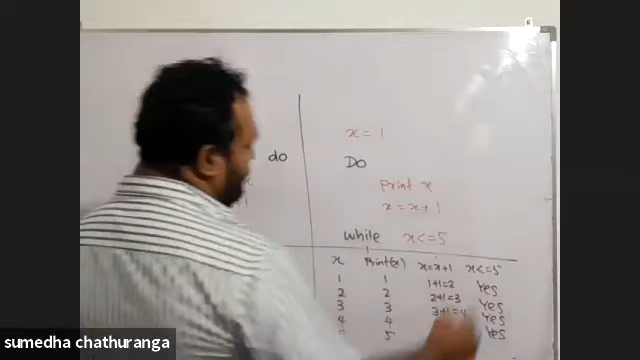 do
x = 1
Do
Print x
x = x + 1
while x <= 5
x Print(x) x=x+1 x<=5
1 1 1+1=2 Yes
2 2 2+1=3 Yes
3 3 3+1=4 Yes
4 4 Yes
5
sumedha chathuranga